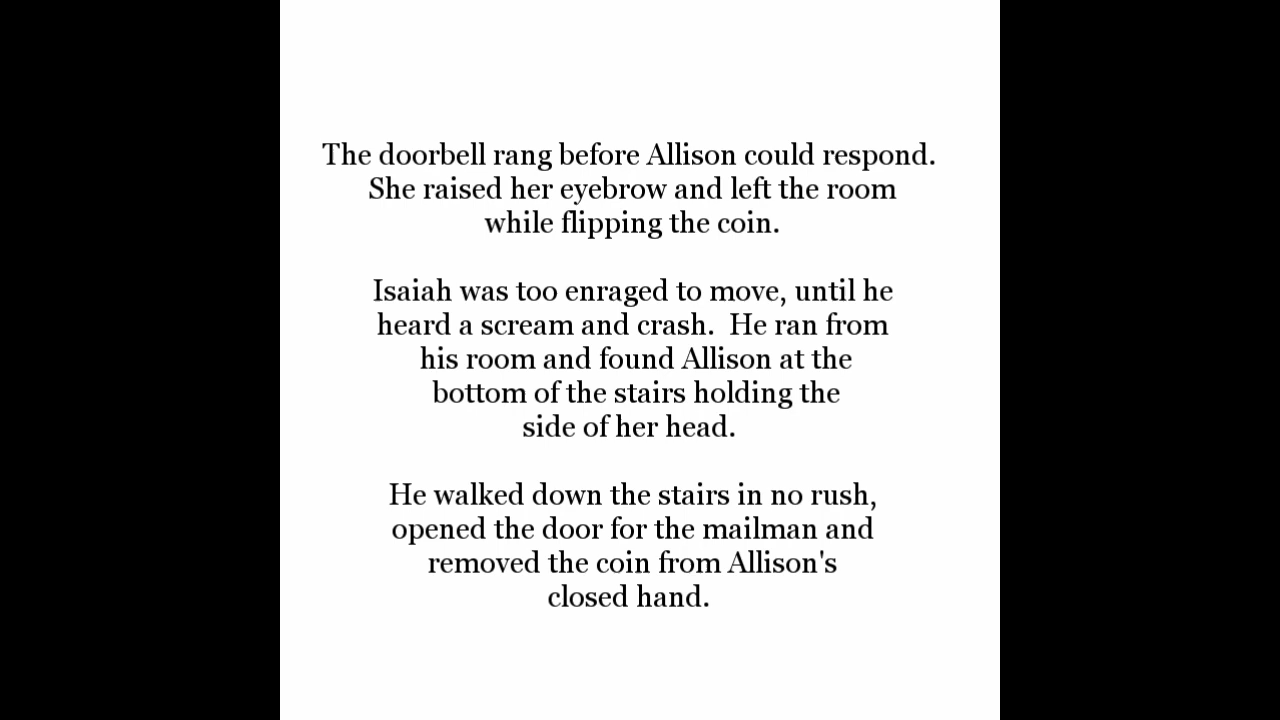 The doorbell rang before Allison could respond.
She raised her eyebrow and left the room
while flipping the coin.
Isaiah was too enraged to move, until he
heard a scream and crash.  He ran from
his room and found Allison at the
bottom of the stairs holding the
side of her head.
He walked down the stairs in no rush,
opened the door for the mailman and
removed the coin from Allison's
closed hand.